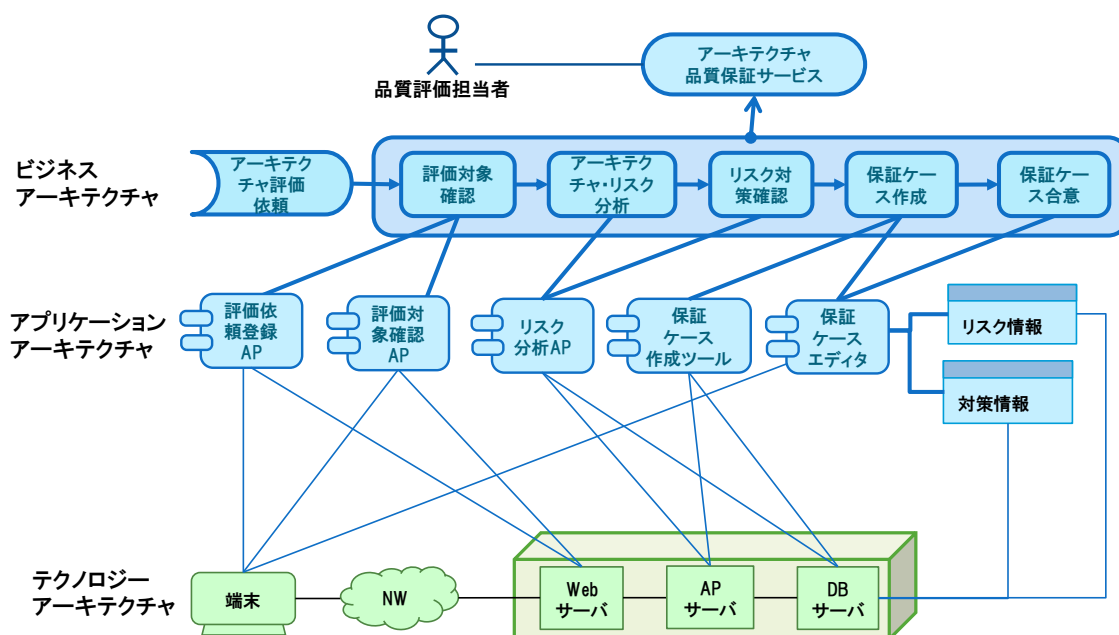 アーキテクチャ
品質保証サービス
品質評価担当者
ビジネス
アーキテクチャ
アーキテク
チャ評価
依頼
評価対象
確認
アーキテク
チャ・リスク
分析
リスク対
策確認
保証ケー
ス作成
保証ケー
ス合意
アプリケーション
アーキテクチャ
評価依
頼登録
AP
評価対
象確認
AP
リスク
分析AP
保証
ケース
作成ツール
保証
ケース
エディタ
リスク情報
対策情報
テクノロジー
アーキテクチャ
端末
NW
Web
サーバ
AP
サーバ
DB
サーバ